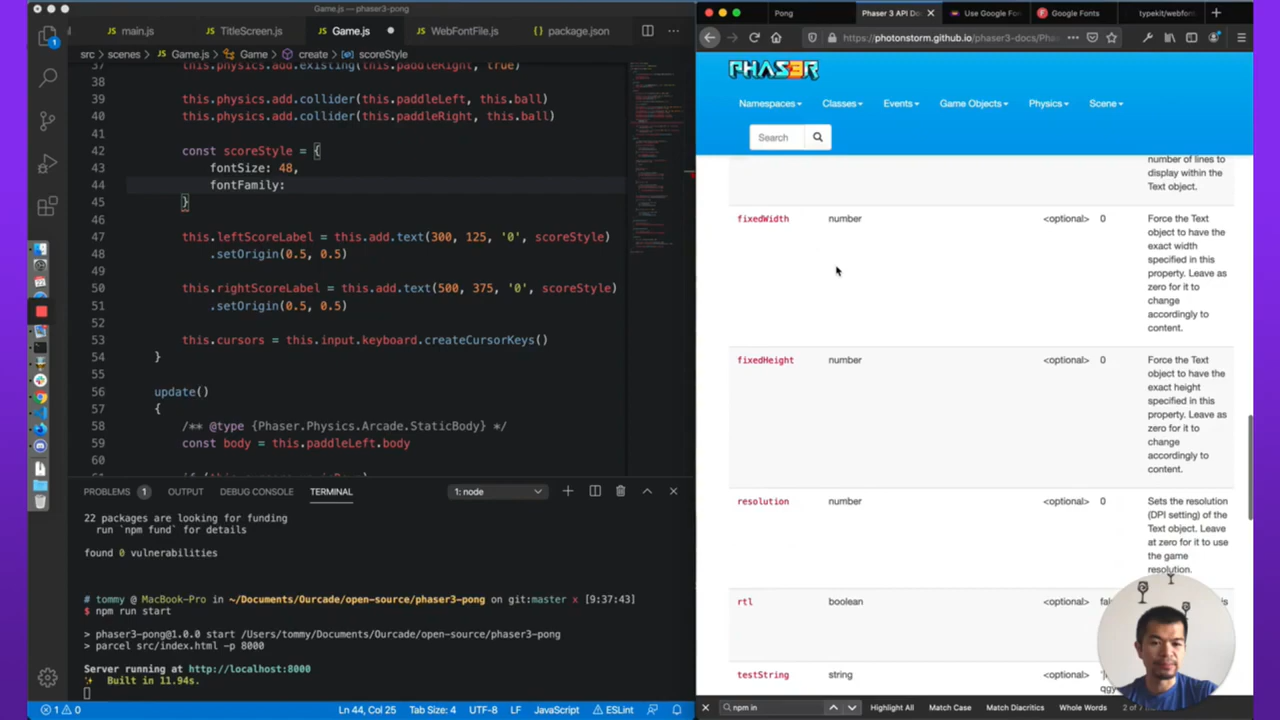 Game.js — phaser3-pong
main.js
TitleScreen.js
Game.js
WebFontFile.js
package.json
src > scenes > Game.js > Game > create > scoreStyle
37 this.physics.add.existing(this.paddleRight, true)
38
39 this.physics.add.collider(this.paddleLeft, this.ball)
40 this.physics.add.collider(this.paddleRight, this.ball)
41
42 const scoreStyle = {
43 fontSize: 48,
44 fontFamily:
45 }
46
47 this.leftScoreLabel = this.add.text(300, 125, '0', scoreStyle)
48 .setOrigin(0.5, 0.5)
49
50 this.rightScoreLabel = this.add.text(500, 375, '0', scoreStyle)
51 .setOrigin(0.5, 0.5)
52
53 this.cursors = this.input.keyboard.createCursorKeys()
54 }
55
56 update()
57 {
58 /** @type {Phaser.Physics.Arcade.StaticBody} */
59 const body = this.paddleLeft.body
60
1
PROBLEMS 1 OUTPUT DEBUG CONSOLE TERMINAL 1: node
22 packages are looking for funding
run `npm fund` for details
found 0 vulnerabilities
# tommy @ MacBook-Pro in ~/Documents/Ourcade/open-source/phaser3-pong on git:master x [9:37:43]
$ npm run start
> phaser3-pong@1.0.0 start /Users/tommy/Documents/Ourcade/open-source/phaser3-pong
> parcel src/index.html -p 8000
Server running at http://localhost:8000
Built in 11.94s.
1 0 Ln 44, Col 25 Tab Size: 4 UTF-8 LF JavaScript ESLint
Pong
Phaser 3 API Do
Use Google Fon
Google Fonts
typekit/webfon
https://photonstorm.github.io/phaser3-docs/Pha
PHAS3R
Namespaces Classes Events Game Objects Physics Scene
Search
number of lines to
display within the
Text object.
fixedWidth number <optional> 0 Force the Text
object to have the
exact width
specified in this
property. Leave as
zero for it to
change
accordingly to
content.
fixedHeight number <optional> 0 Force the Text
object to have the
exact height
specified in this
property. Leave as
zero for it to
change
accordingly to
content.
resolution number <optional> 0 Sets the resolution
(DPI setting) of the
Text object. Leave
at zero for it to use
the game
resolution.
rtl boolean <optional>
testString string <optional>
npm in Highlight All Match Case Match Diacritics Whole Words 2 of 7